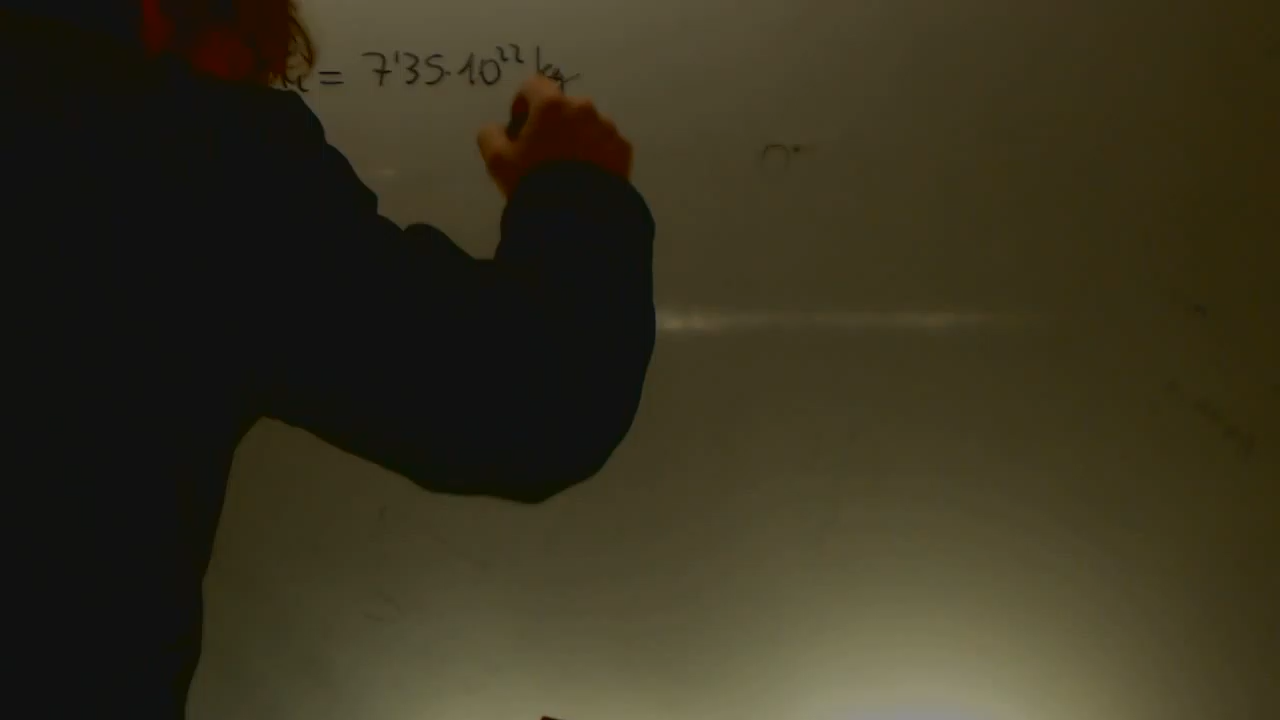 = 7'35·10²² kg